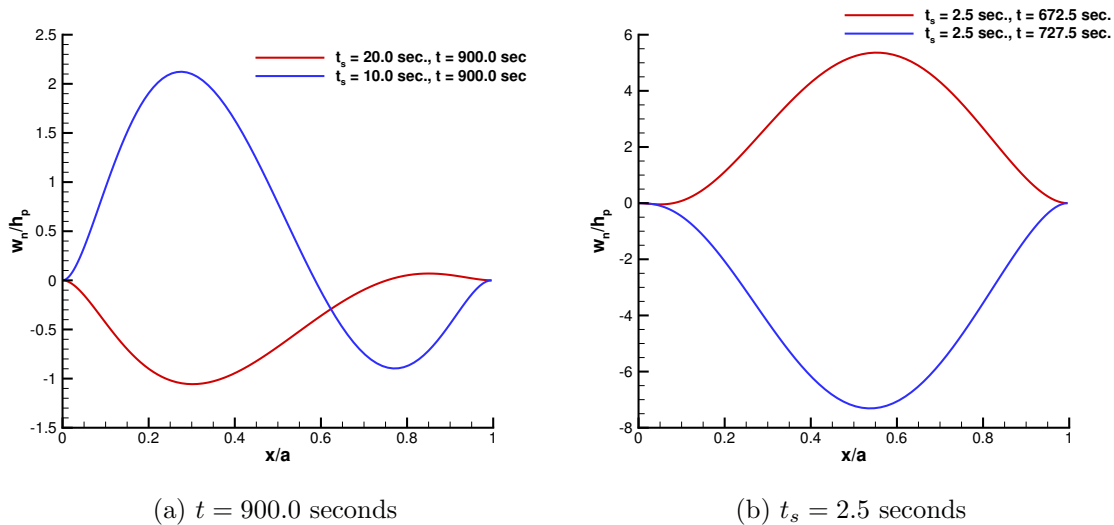 t_s = 20.0 sec., t = 900.0 sec
t_s = 10.0 sec., t = 900.0 sec
w_n/h_p
2.5
2
1.5
1
0.5
0
-0.5
-1
-1.5
0 0.2 0.4 0.6 0.8 1
x/a
(a) t = 900.0 seconds
t_s = 2.5 sec., t = 672.5 sec.
t_s = 2.5 sec., t = 727.5 sec.
w_n/h_p
6
4
2
0
-2
-4
-6
-8
0 0.2 0.4 0.6 0.8 1
x/a
(b) t_s = 2.5 seconds